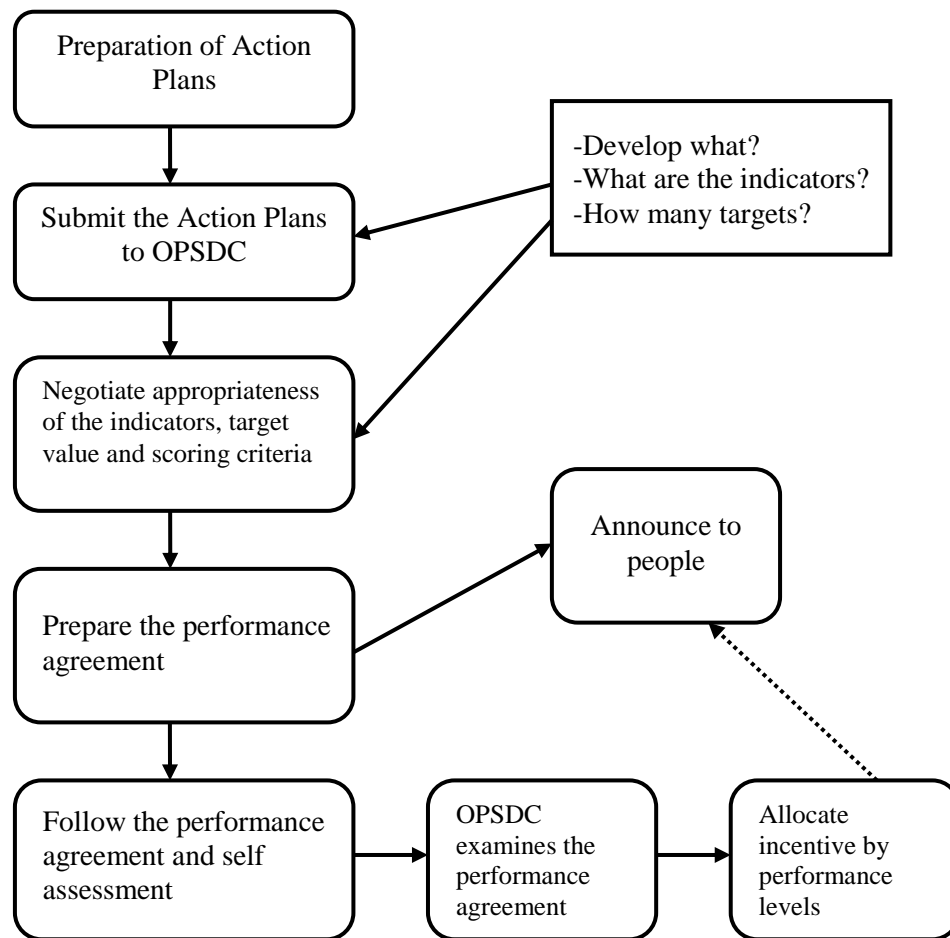 Preparation of Action
Plans
-Develop what?
-What are the indicators?
-How many targets?
Submit the Action Plans
to OPSDC
Negotiate appropriateness
of the indicators, target
value and scoring criteria
Announce to
people
Prepare the performance
agreement
Follow the performance
agreement and self
assessment
OPSDC
examines the
performance
agreement
Allocate
incentive by
performance
levels